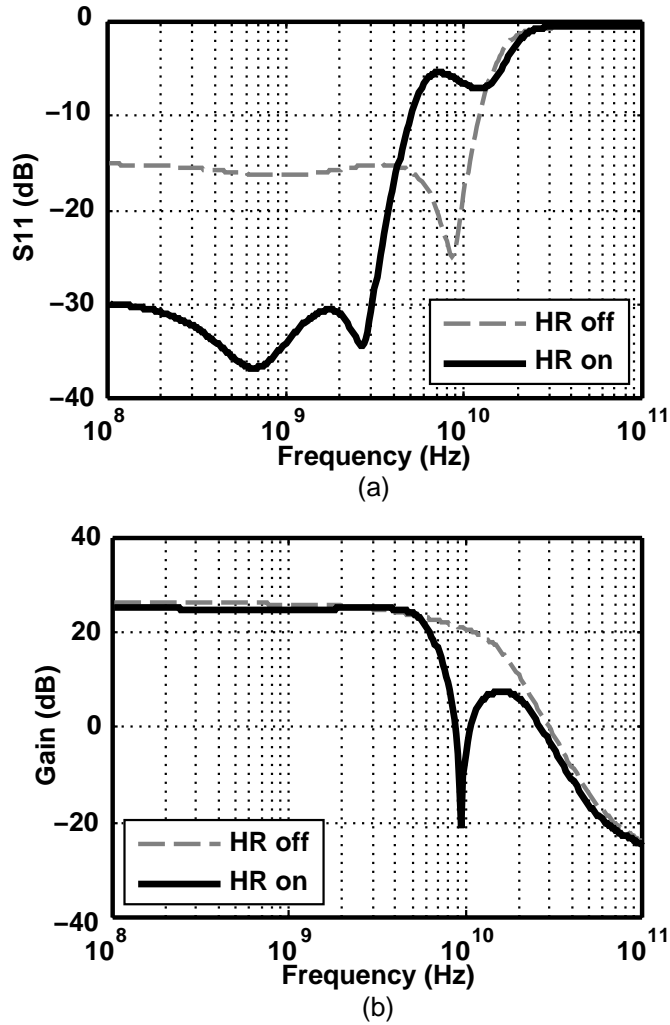 0
−10
−20
−30
−40
S11 (dB)
HR off
HR on
10^8
10^9
10^10
10^11
Frequency (Hz)
(a)
40
20
0
−20
−40
Gain (dB)
HR off
HR on
10^8
10^9
10^10
10^11
Frequency (Hz)
(b)